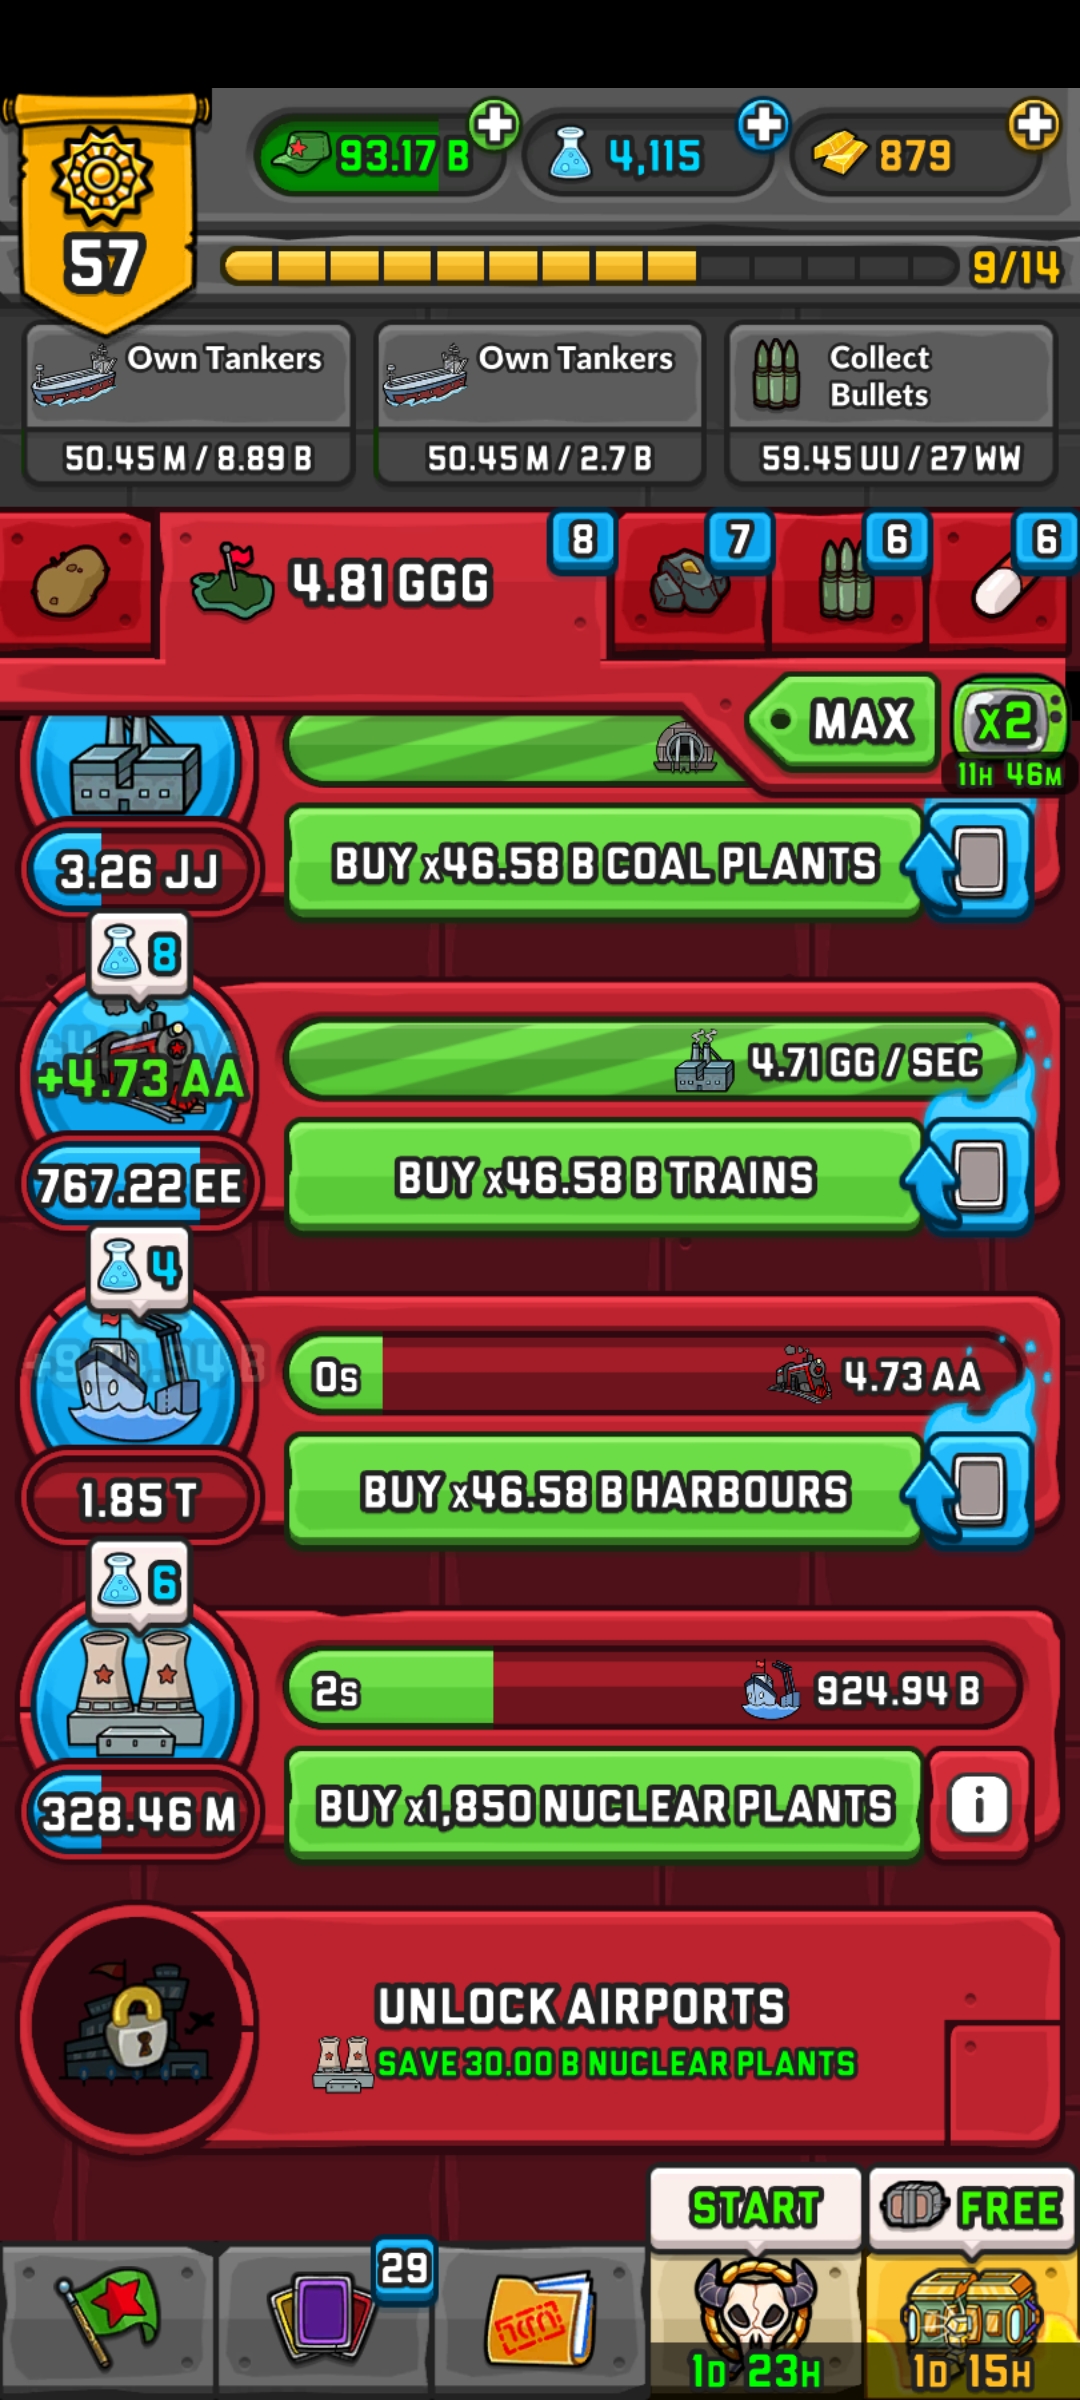 93.17 B
4,115
879
57
9/14
Own Tankers
50.45 M / 8.89 B
Own Tankers
50.45 M / 2.7 B
Collect
Bullets
59.45 UU / 27 WW
4.81 GGG
8
7
6
6
MAX
x2
11H 46M
3.26 JJ
BUY x46.58 B COAL PLANTS
8
+4.73 AA
4.71 GG / SEC
767.22 EE
BUY x46.58 B TRAINS
4
+924.94 B
0s
4.73 AA
1.85 T
BUY x46.58 B HARBOURS
6
2s
924.94 B
328.46 M
BUY x1,850 NUCLEAR PLANTS
i
UNLOCK AIRPORTS
SAVE 30.00 B NUCLEAR PLANTS
START
FREE
29
1D 23H
1D 15H